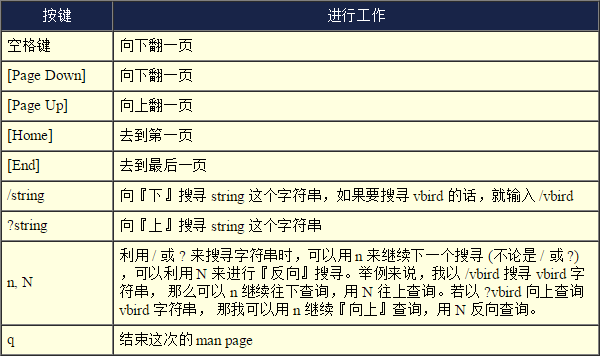 按键 进行工作
空格键 向下翻一页
[Page Down] 向下翻一页
[Page Up] 向上翻一页
[Home] 去到第一页
[End] 去到最后一页
/string 向『下』搜寻 string 这个字符串，如果要搜寻 vbird 的话，就输入 /vbird
?string 向『上』搜寻 string 这个字符串
n, N 利用 / 或 ? 来搜寻字符串时，可以用 n 来继续下一个搜寻 (不论是 / 或 ?)
，可以利用 N 来进行『反向』搜寻。举例来说，我以 /vbird 搜寻 vbird 字
符串， 那么可以 n 继续往下查询，用 N 往上查询。若以 ?vbird 向上查询
vbird 字符串， 那我可以用 n 继续『向上』查询，用 N 反向查询。
q 结束这次的 man page